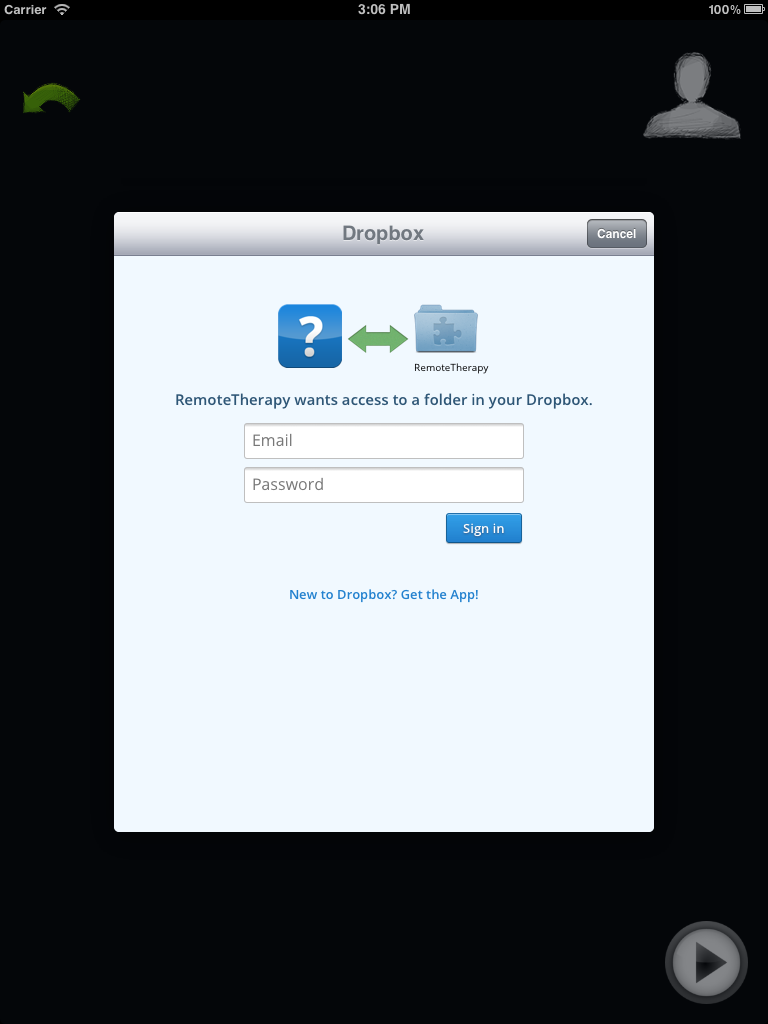 Carrier 3:06 PM 100%
Dropbox Cancel
?
RemoteTherapy
RemoteTherapy wants access to a folder in your Dropbox.
Email
Password
Sign in
New to Dropbox? Get the App!